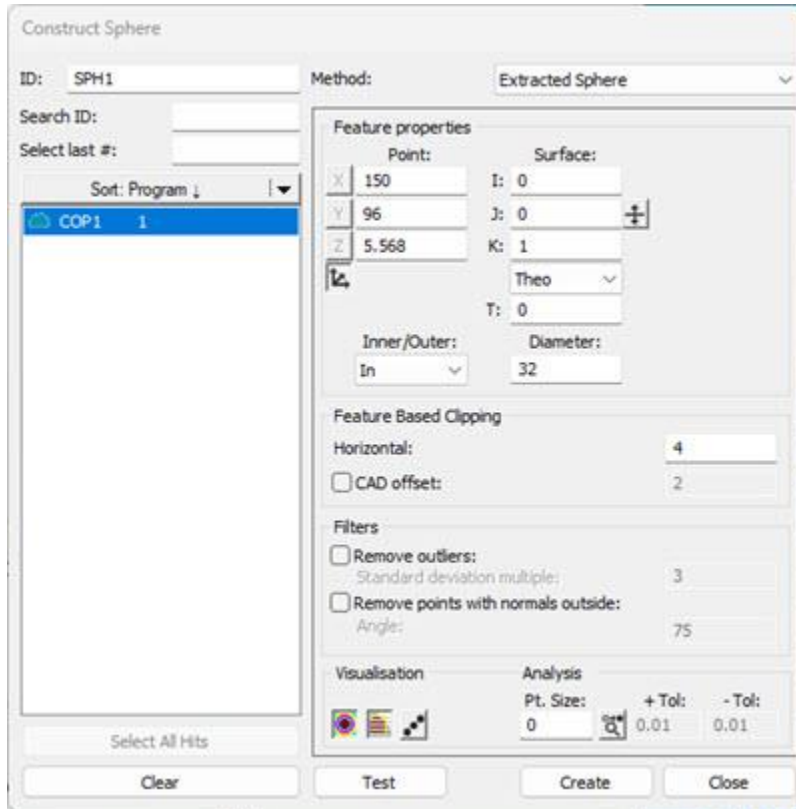 Construct Sphere
ID: SPH1 Method: Extracted Sphere
Search ID:
Select last #:
Sort: Program ↓
COP1 1
Select All Hits
Feature properties
Point: Surface:
X 150 I: 0
Y 96 J: 0
Z 5.568 K: 1
Theo
T: 0
Inner/Outer: Diameter:
In 32
Feature Based Clipping
Horizontal: 4
CAD offset: 2
Filters
Remove outliers:
Standard deviation multiple: 3
Remove points with normals outside:
Angle: 75
Visualisation Analysis
Pt. Size: + Tol: - Tol:
0 0.01 0.01
Clear Test Create Close